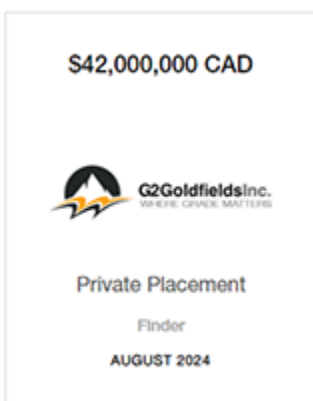 $42,000,000 CAD
G2GoldfieldsInc.
WHERE GRADE MATTERS
Private Placement
Finder
AUGUST 2024